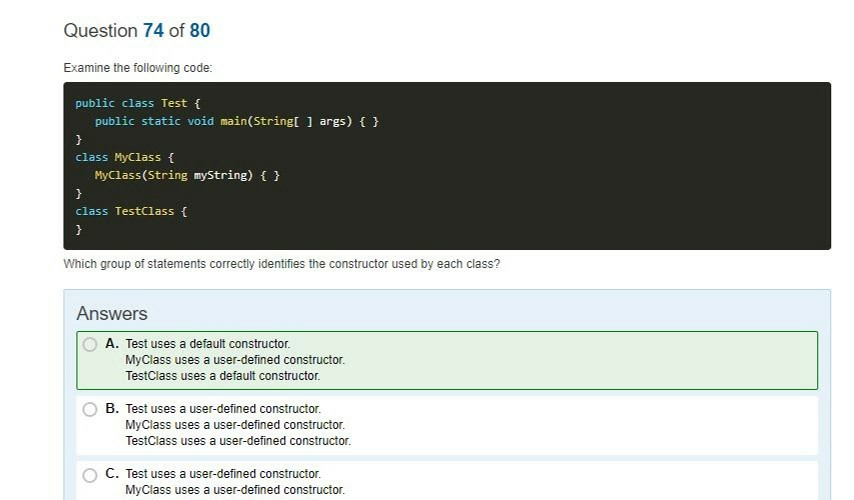 Question 74 of 80
Examine the following code:
public class Test {
public static void main(String[ ] args) { }
}
class MyClass {
MyClass(String myString) { }
}
class TestClass {
}
Which group of statements correctly identifies the constructor used by each class?
Answers
A. Test uses a default constructor.
MyClass uses a user-defined constructor.
TestClass uses a default constructor.
B. Test uses a user-defined constructor.
MyClass uses a user-defined constructor.
TestClass uses a user-defined constructor.
C. Test uses a user-defined constructor.
MyClass uses a user-defined constructor.